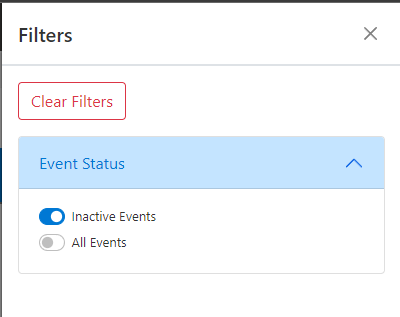 Filters
Clear Filters
Event Status
Inactive Events
All Events